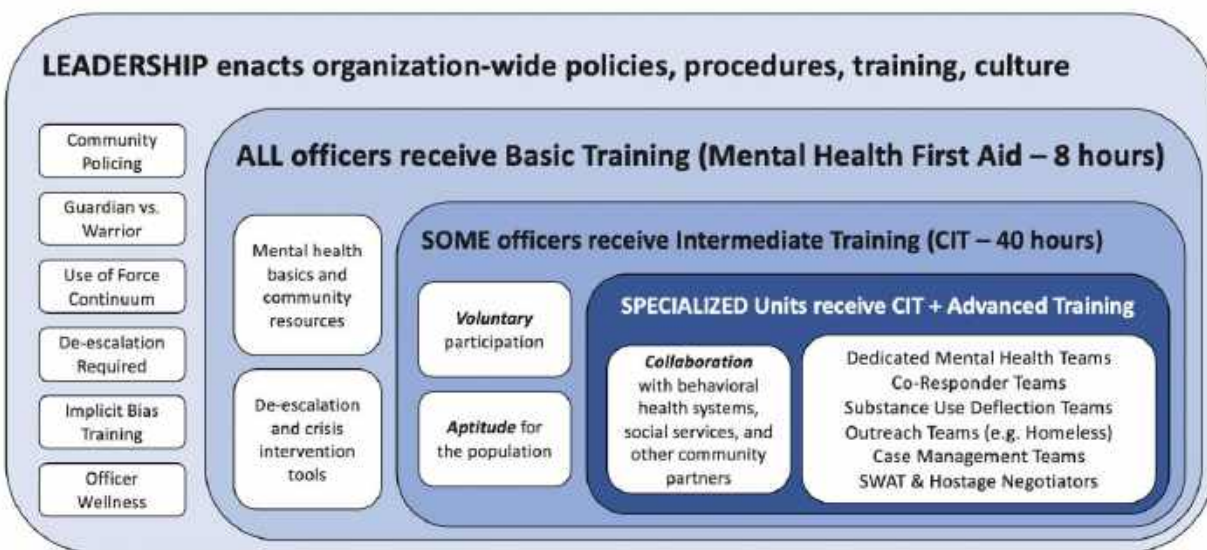 LEADERSHIP enacts organization-wide policies, procedures, training, culture
Community
Policing
Guardian vs.
Warrior
Use of Force
Continuum
De-escalation
Required
Implicit Bias
Training
Officer
Wellness
ALL officers receive Basic Training (Mental Health First Aid – 8 hours)
Mental health
basics and
community
resources
De-escalation
and crisis
intervention
tools
SOME officers receive Intermediate Training (CIT – 40 hours)
Voluntary
participation
Aptitude for
the population
SPECIALIZED Units receive CIT + Advanced Training
Collaboration
with behavioral
health systems,
social services, and
other community
partners
Dedicated Mental Health Teams
Co-Responder Teams
Substance Use Deflection Teams
Outreach Teams (e.g. Homeless)
Case Management Teams
SWAT & Hostage Negotiators